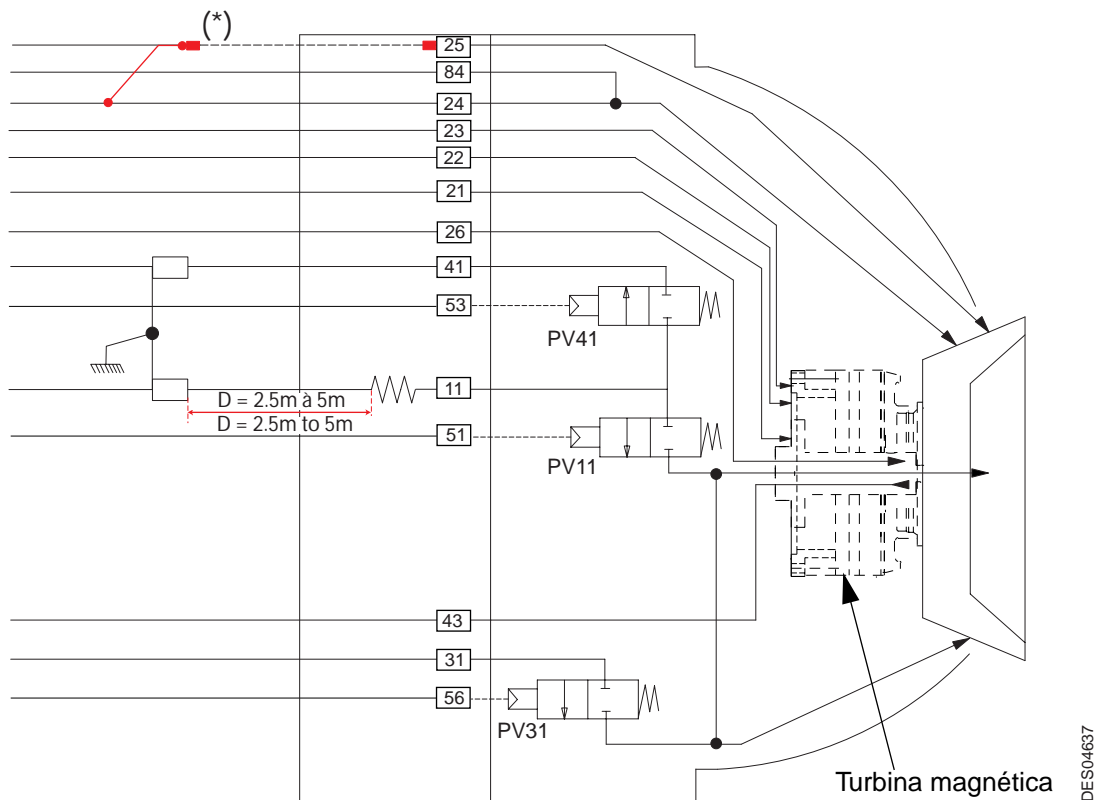 (*)
25
84
24
23
22
21
26
41
53
PV41
11
D = 2.5m à 5m
D = 2.5m to 5m
51
PV11
43
31
56
PV31
Turbina magnética
DES04637